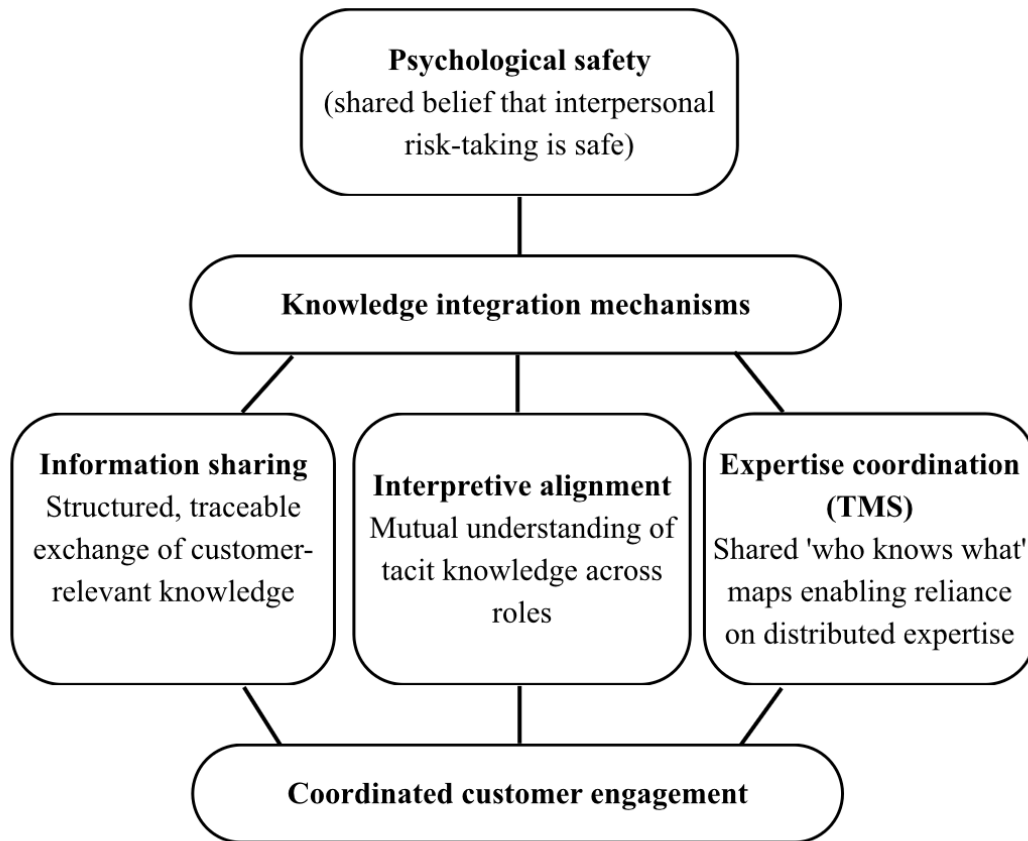 Psychological safety
(shared belief that interpersonal
risk-taking is safe)
Knowledge integration mechanisms
Information sharing
Structured, traceable
exchange of customer-
relevant knowledge
Interpretive alignment
Mutual understanding of
tacit knowledge across
roles
Expertise coordination
(TMS)
Shared 'who knows what'
maps enabling reliance
on distributed expertise
Coordinated customer engagement